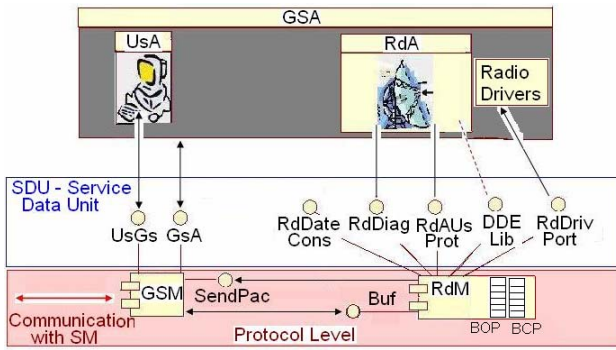 GSA
UsA
RdA
Radio
Drivers
SDU - Service
Data Unit
UsGs
GsA
RdDate
Cons
RdDiag
RdAUs
Prot
DDE
Lib
RdDriv
Port
GSM
SendPac
Buf
RdM
BOP
BCP
Communication
with SM
Protocol Level